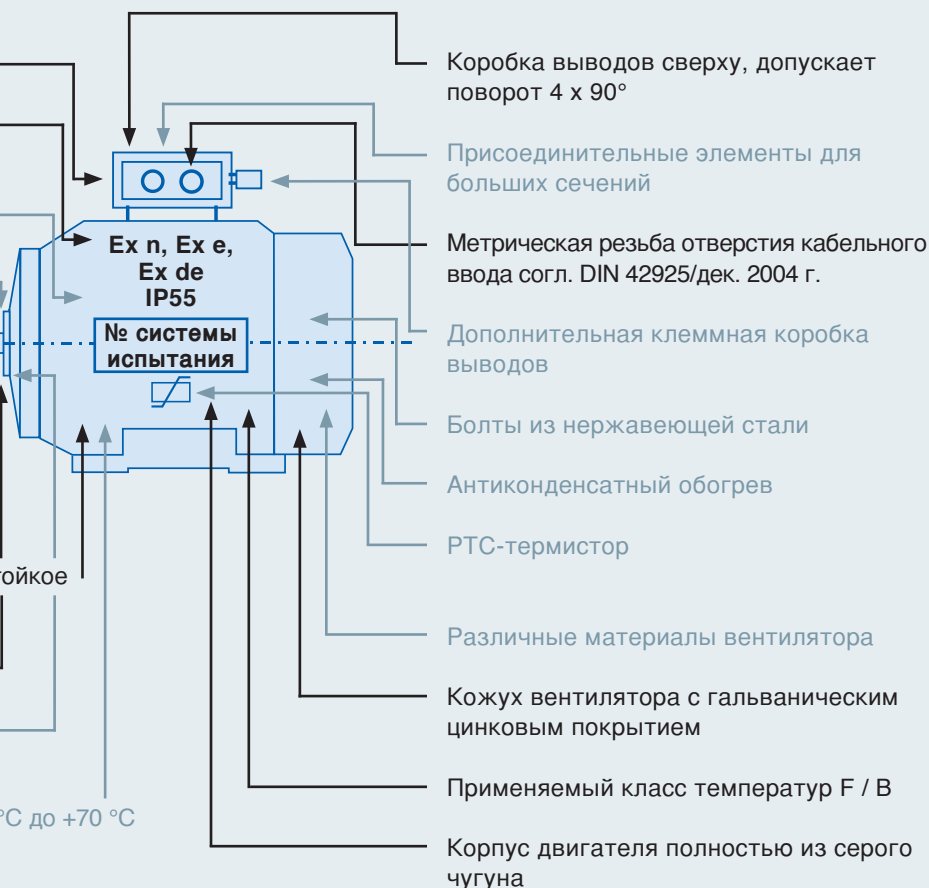 Коробка выводов сверху, допускает
поворот 4 x 90°
Присоединительные элементы для
больших сечений
Ex n, Ex e,
Ex de
IP55
№ системы
испытания
Метрическая резьба отверстия кабельного
ввода согл. DIN 42925/дек. 2004 г.
Дополнительная клеммная коробка
выводов
Болты из нержавеющей стали
Антиконденсатный обогрев
PTC-термистор
тойкое
Различные материалы вентилятора
Кожух вентилятора с гальваническим
цинковым покрытием
Применяемый класс температур F / B
°C до +70 °C
Корпус двигателя полностью из серого
чугуна